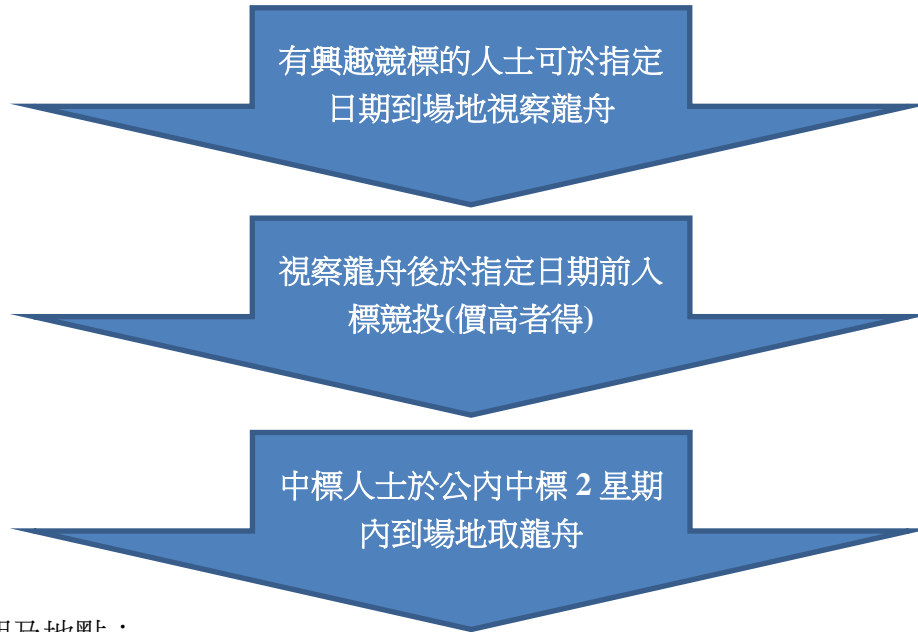 有興趣競標的人士可於指定
日期到場地視察龍舟
視察龍舟後於指定日期前入
標競投(價高者得)
中標人士於公內中標 2 星期
內到場地取龍舟
及地點：